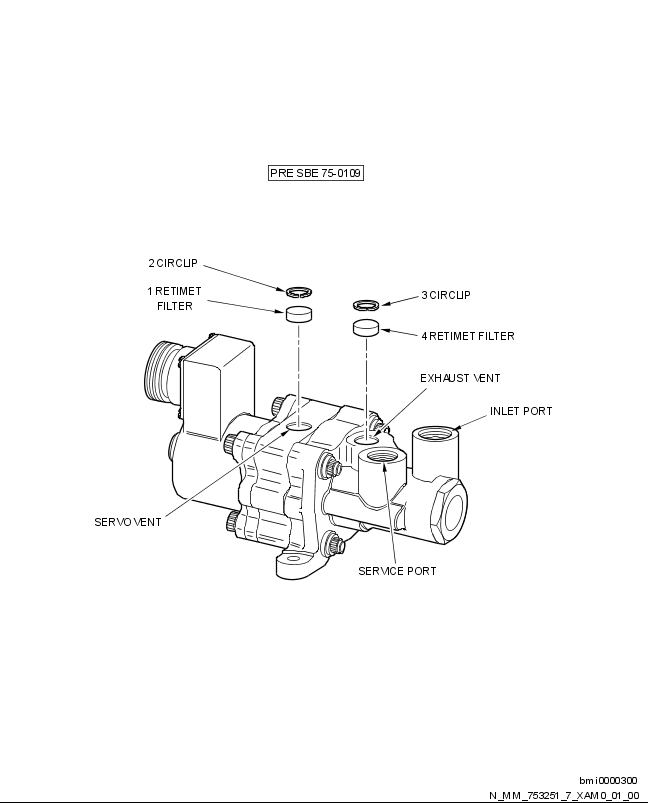 PRE SBE 75-0109
2 CIRCLIP
1 RETIMET
FILTER
3 CIRCLIP
4 RETIMET FILTER
EXHAUST VENT
INLET PORT
SERVO VENT
SERVICE PORT
bmi0000300
N_MM_753251_7_XAM0_01_00